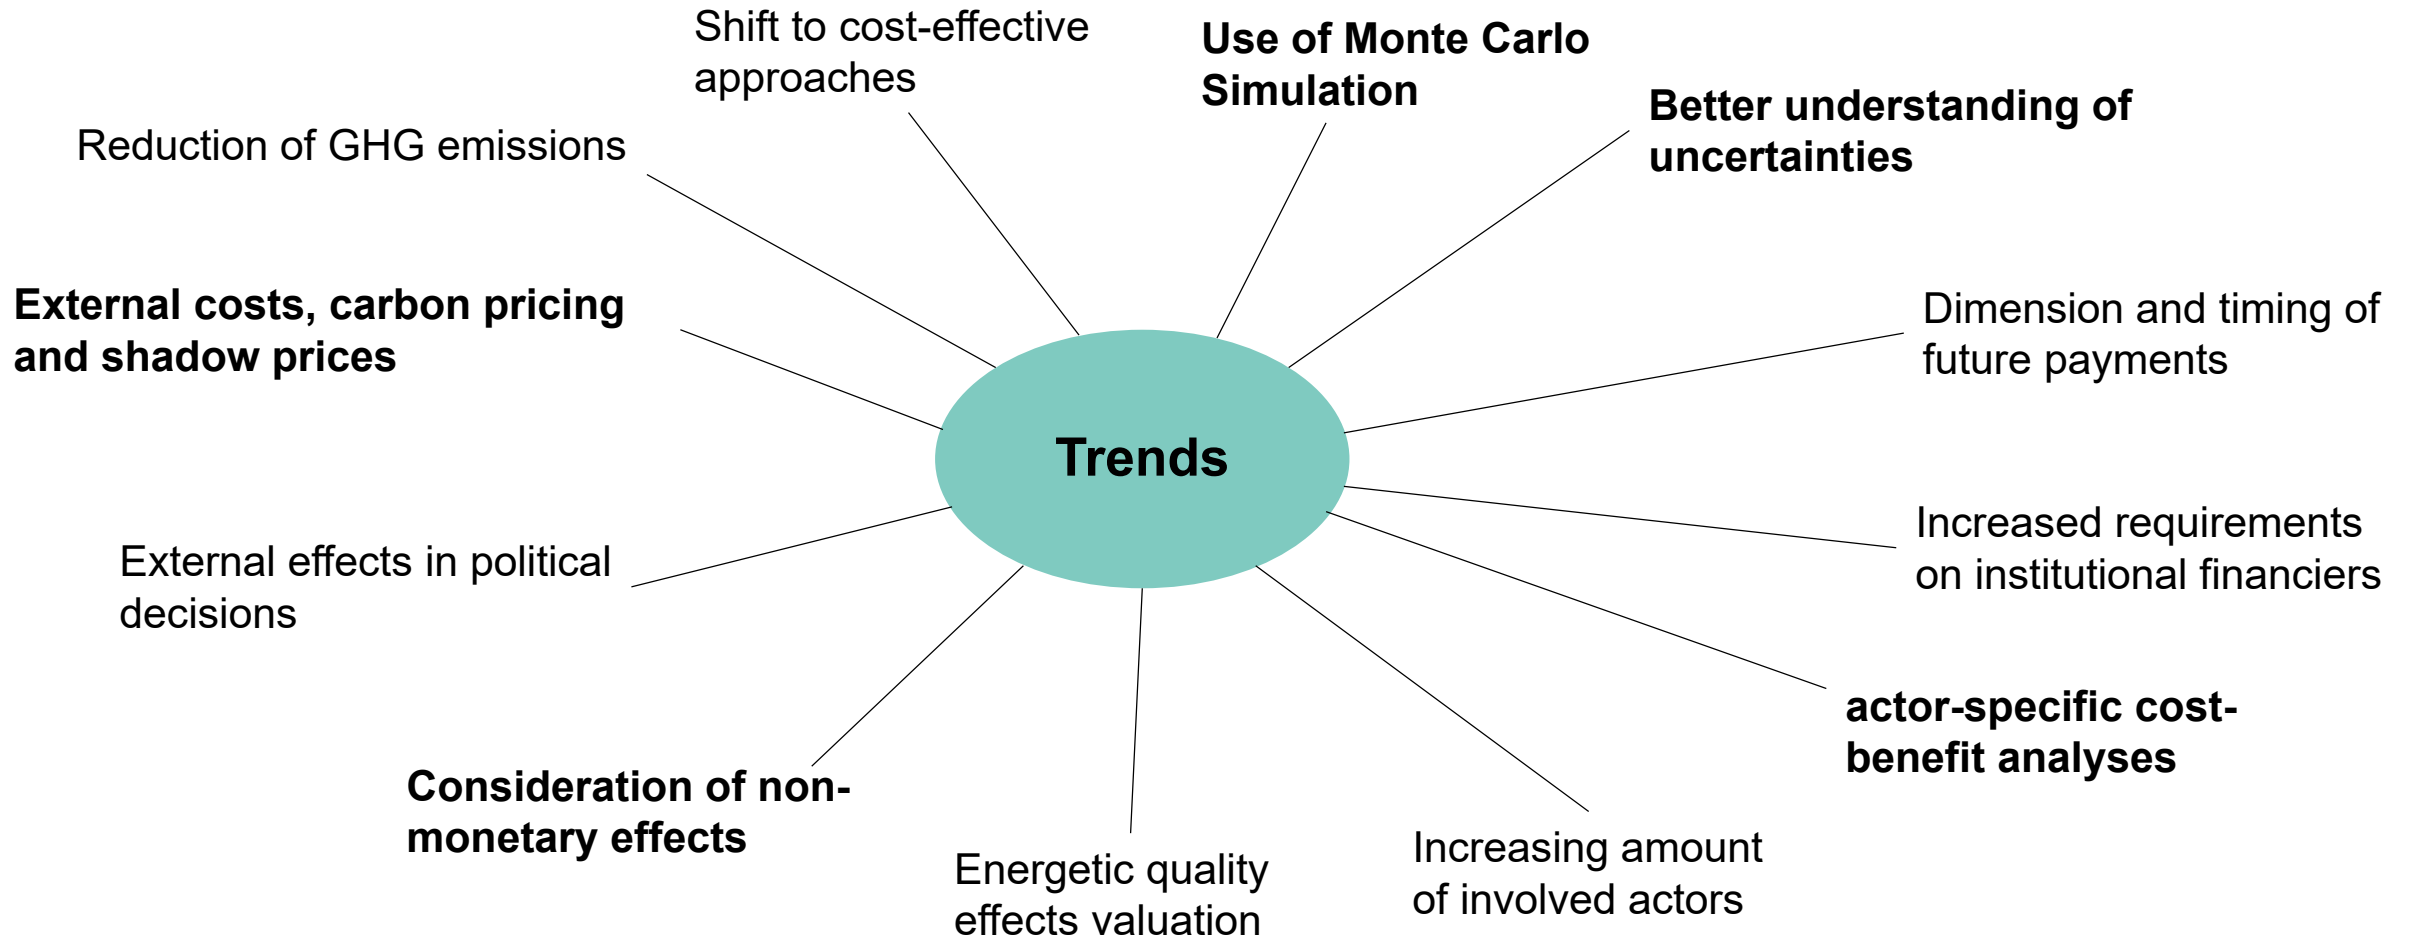 Shift to cost-effective
approaches
Use of Monte Carlo
Simulation
Better understanding of
uncertainties
Reduction of GHG emissions
External costs, carbon pricing
and shadow prices
Dimension and timing of
future payments
Trends
Increased requirements
on institutional financiers
External effects in political
decisions
actor-specific cost-
benefit analyses
Consideration of non-
monetary effects
Energetic quality
effects valuation
Increasing amount
of involved actors